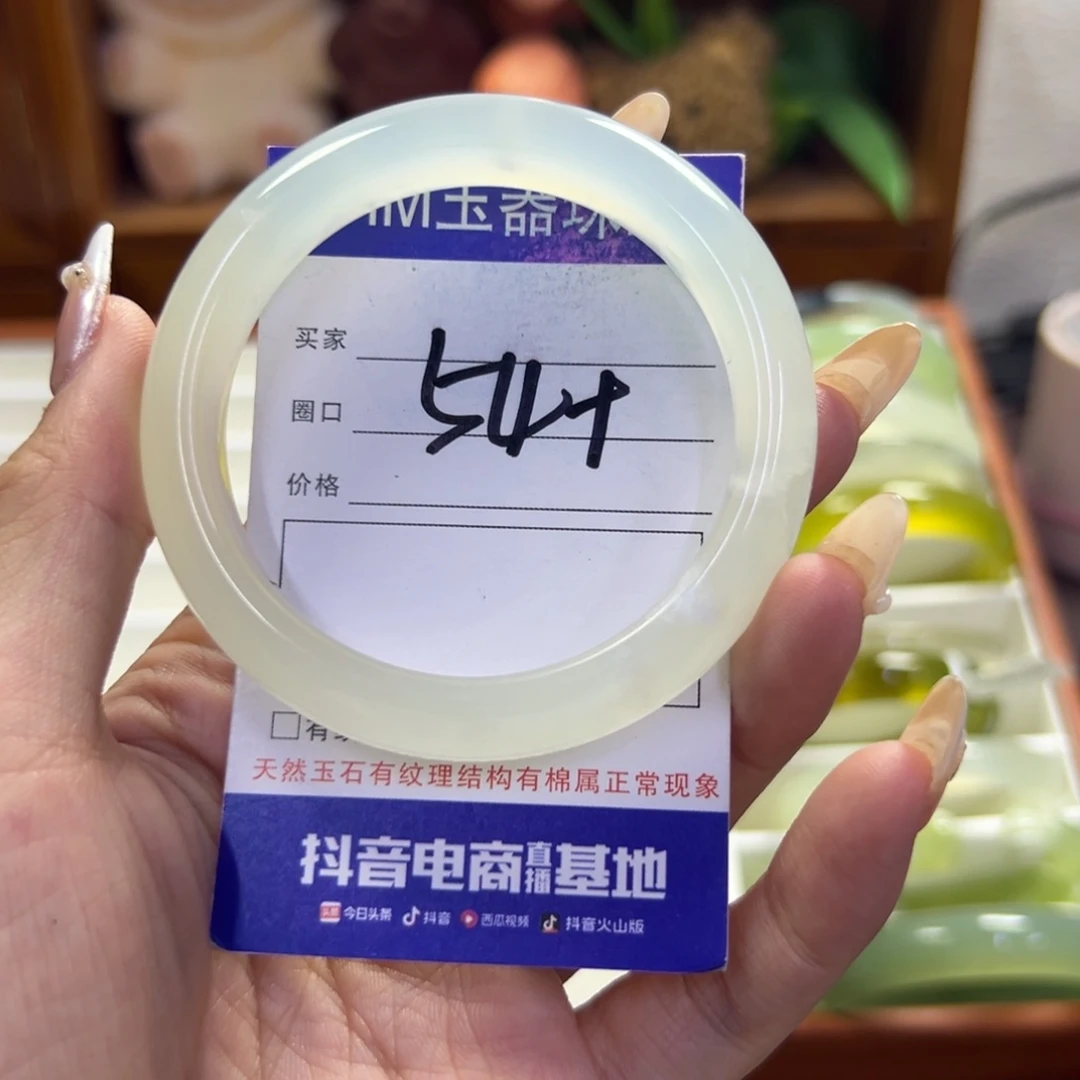 玉器珠
买家
圈口 54+
价格
有
天然玉石有纹理结构有棉属正常现象
抖音电商直播基地
今日头条 抖音 西瓜视频 抖音火山版